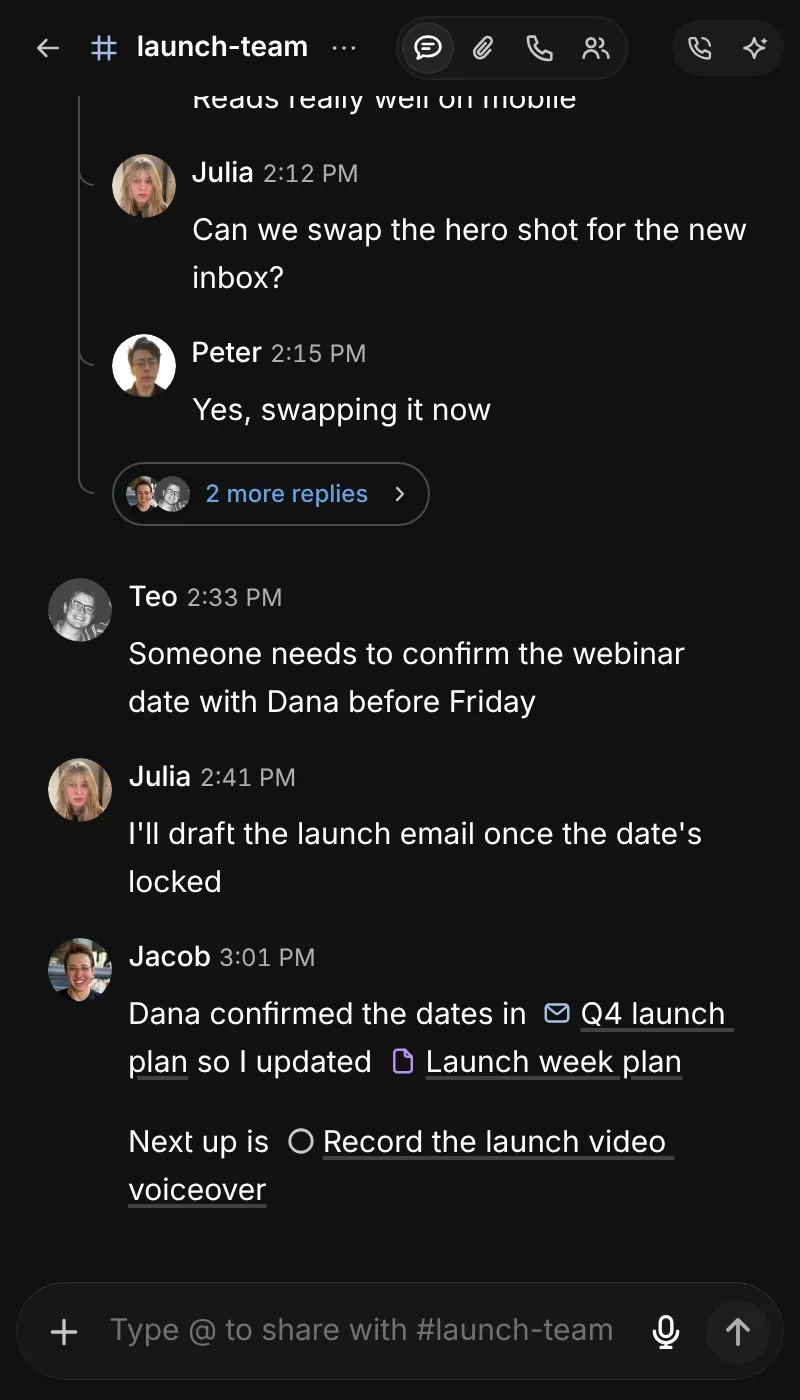 launch-team
Reads really well on mobile
Julia 2:12 PM
Can we swap the hero shot for the new
inbox?
Peter 2:15 PM
Yes, swapping it now
2 more replies
Teo 2:33 PM
Someone needs to confirm the webinar
date with Dana before Friday
Julia 2:41 PM
I'll draft the launch email once the date's
locked
Jacob 3:01 PM
Dana confirmed the dates in Q4 launch
plan so I updated Launch week plan
Next up is Record the launch video
voiceover
Type @ to share with #launch-team